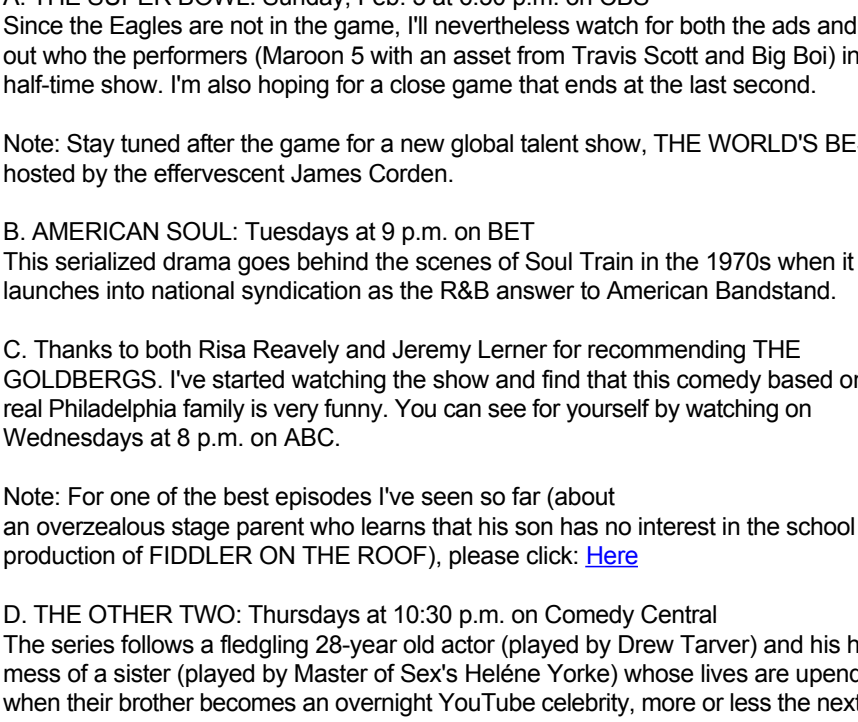 A. THE SUPER BOWL: Sunday, Feb. 3 at 6:30 p.m. on CBS
Since the Eagles are not in the game, I'll nevertheless watch for both the ads and
out who the performers (Maroon 5 with an asset from Travis Scott and Big Boi) in
half-time show. I'm also hoping for a close game that ends at the last second.
Note: Stay tuned after the game for a new global talent show, THE WORLD'S
hosted by the effervescent James Corden.
B. AMERICAN SOUL: Tuesdays at 9 p.m. on BET
This serialized drama goes behind the scenes of Soul Train in the 1970s when it
launches into national syndication as the R&B answer to American Bandstand.
C. Thanks to both Risa Reavely and Jeremy Lerner for recommending THE
GOLDBERGS. I've started watching the show and find that this comedy based
real Philadelphia family is very funny. You can see for yourself by watching on
Wednesdays at 8 p.m. on ABC.
Note: For one of the best episodes I've seen so far (about
an overzealous stage parent who learns that his son has no interest in the school
production of FIDDLER ON THE ROOF), please click: Here
D. THE OTHER TWO: Thursdays at 10:30 p.m. on Comedy Central
The series follows a fledgling 28-year old actor (played by Drew Tarver) and his
mess of a sister (played by Master of Sex's Heléne Yorke) whose lives are
when their brother becomes an overnight YouTube celebrity, more or less the next